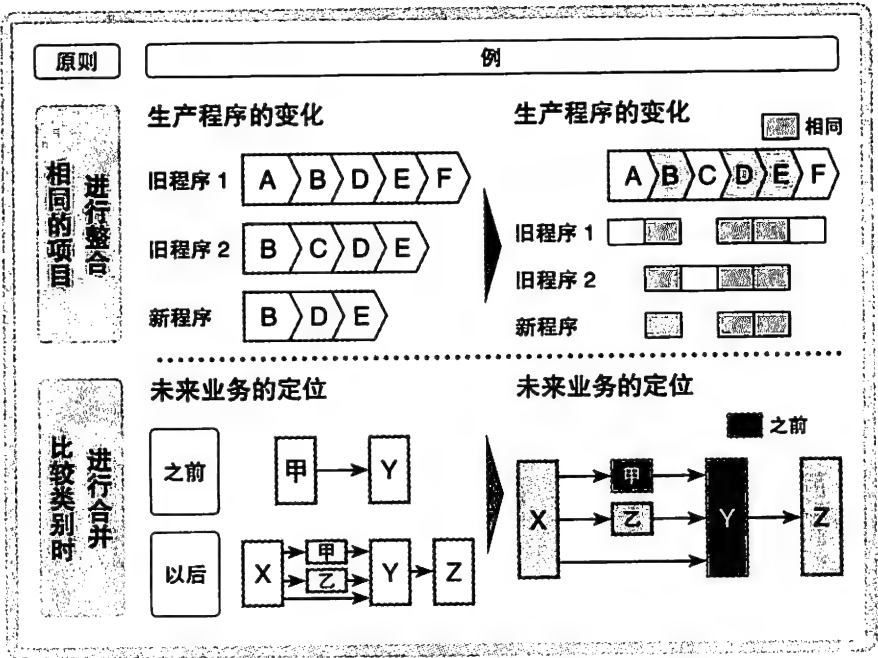 原则
例
相同的项目
进行整合
生产程序的变化
旧程序 1
A B D E F
旧程序 2
B C D E
新程序
B D E
生产程序的变化
相同
A B C D E F
旧程序 1
旧程序 2
新程序
比较类别时
进行合并
未来业务的定位
之前
甲 Y
以后
X 甲 乙 Y Z
未来业务的定位
之前
X 甲 乙 Y Z